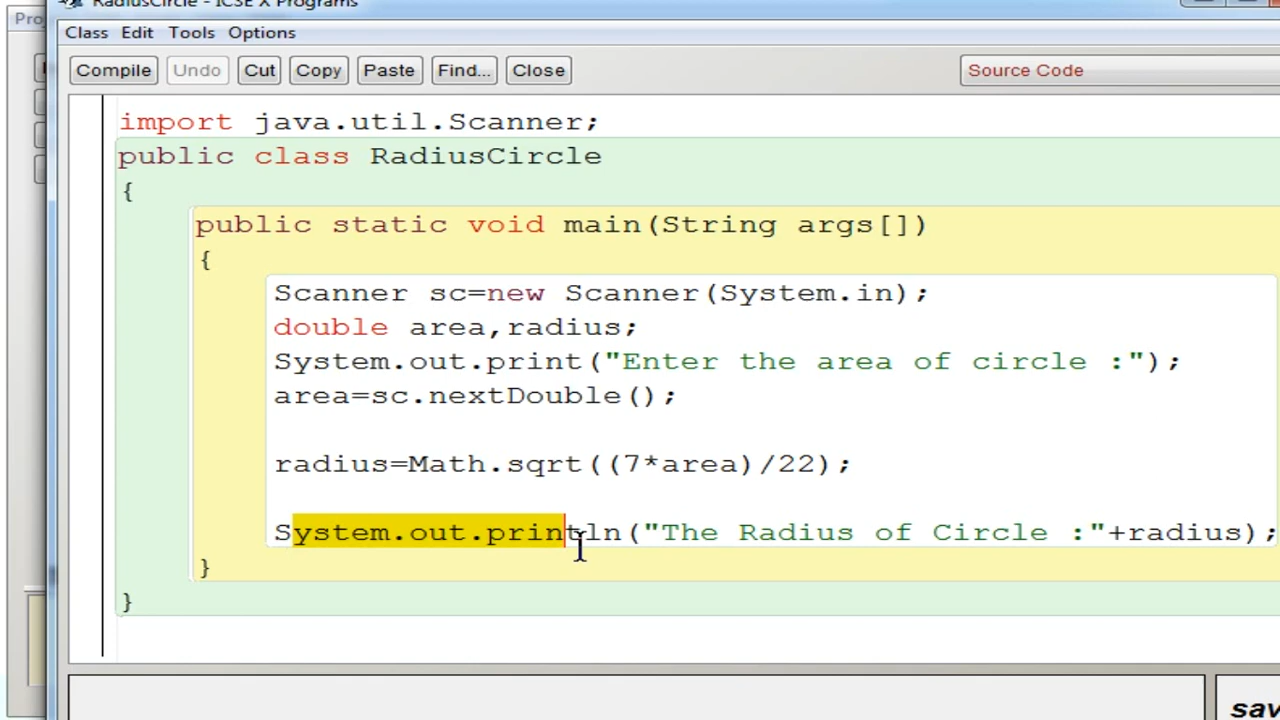 RadiusCircle - ICSE X Programs
Class Edit Tools Options
Compile Undo Cut Copy Paste Find... Close Source Code
import java.util.Scanner;
public class RadiusCircle
{
public static void main(String args[])
{
Scanner sc=new Scanner(System.in);
double area,radius;
System.out.print("Enter the area of circle :");
area=sc.nextDouble();
radius=Math.sqrt((7*area)/22);
System.out.println("The Radius of Circle :"+radius);
}
}